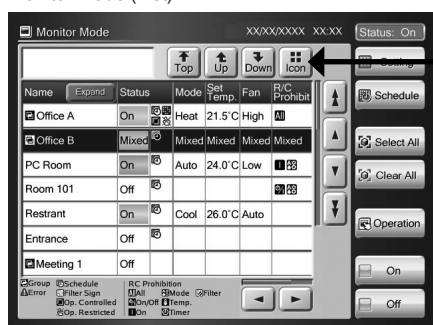 Monitor Mode
XX/XX/XXXX XX:XX
Status: On
Top
Up
Down
Icon
Setting
Name Expand Status Mode Set Temp. Fan R/C Prohibit
Office A On Heat 21.5°C High All
Office B Mixed Mixed Mixed Mixed Mixed
PC Room On Auto 24.0°C Low
Room 101 Off
Restrant On Cool 26.0°C Auto
Entrance Off
Meeting 1 Off
Schedule
Select All
Clear All
Operation
On
Off
Group Schedule RC Prohibition
Error Filter Sign All Mode Filter
Op. Controlled On/Off Temp.
Op. Restricted On Timer